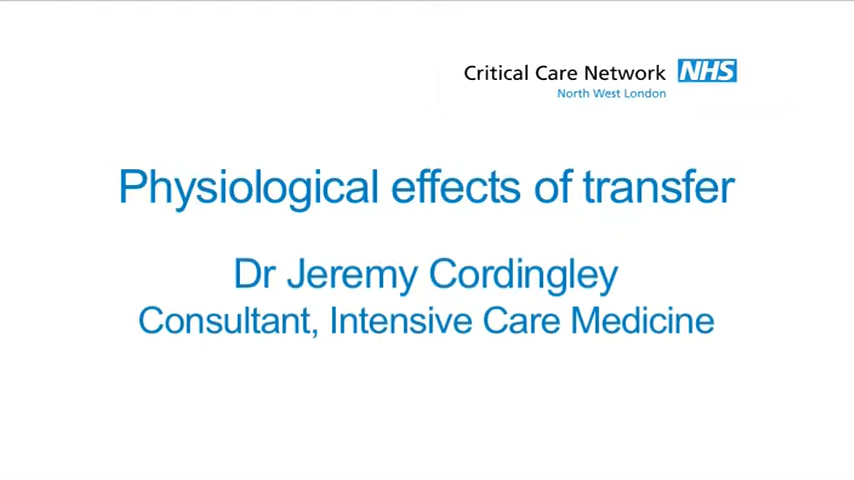 Critical Care Network NHS
North West London
Physiological effects of transfer
Dr Jeremy Cordingley
Consultant, Intensive Care Medicine